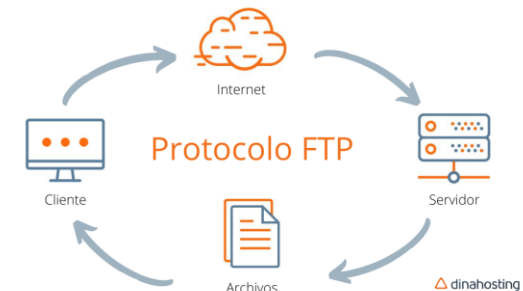 Internet
Protocolo FTP
Cliente
Servidor
Archivos
dinahosting